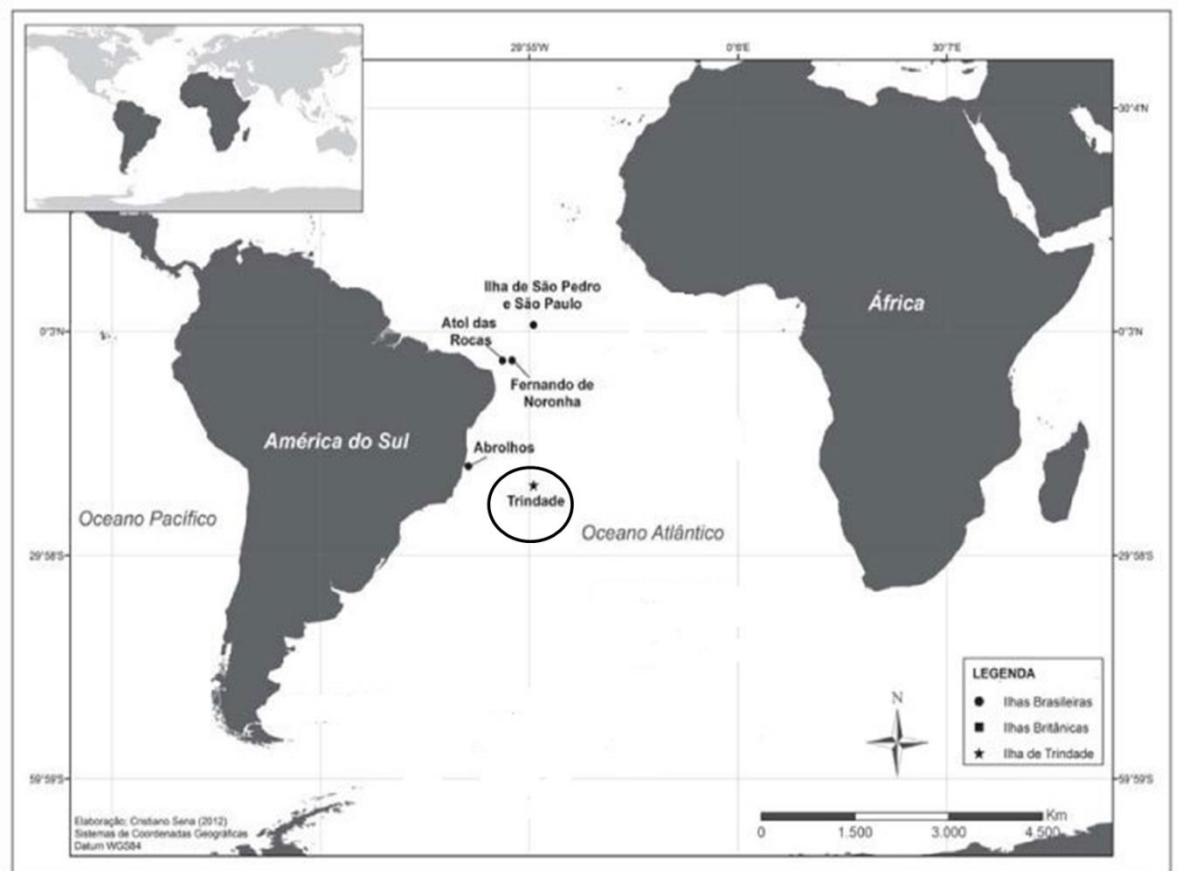 29°55'W
0°6'E
30°7'E
30°4'N
30°4'N
Ilha de São Pedro
e São Paulo
África
Atol das
Rocas
0°3'N
0°3'N
Fernando de
Noronha
América do Sul
Abrolhos
Trindade
Oceano Pacífico
Oceano Atlântico
29°58'S
29°58'S
LEGENDA
Ilhas Brasileiras
N
Ilhas Britânicas
Ilha de Trindade
59°59'S
59°59'S
Elaboração: Cristiano Sena (2012)
Sistemas de Coordenadas Geográficas
Datum WGS84
Km
0
1.500
3.000
4.500